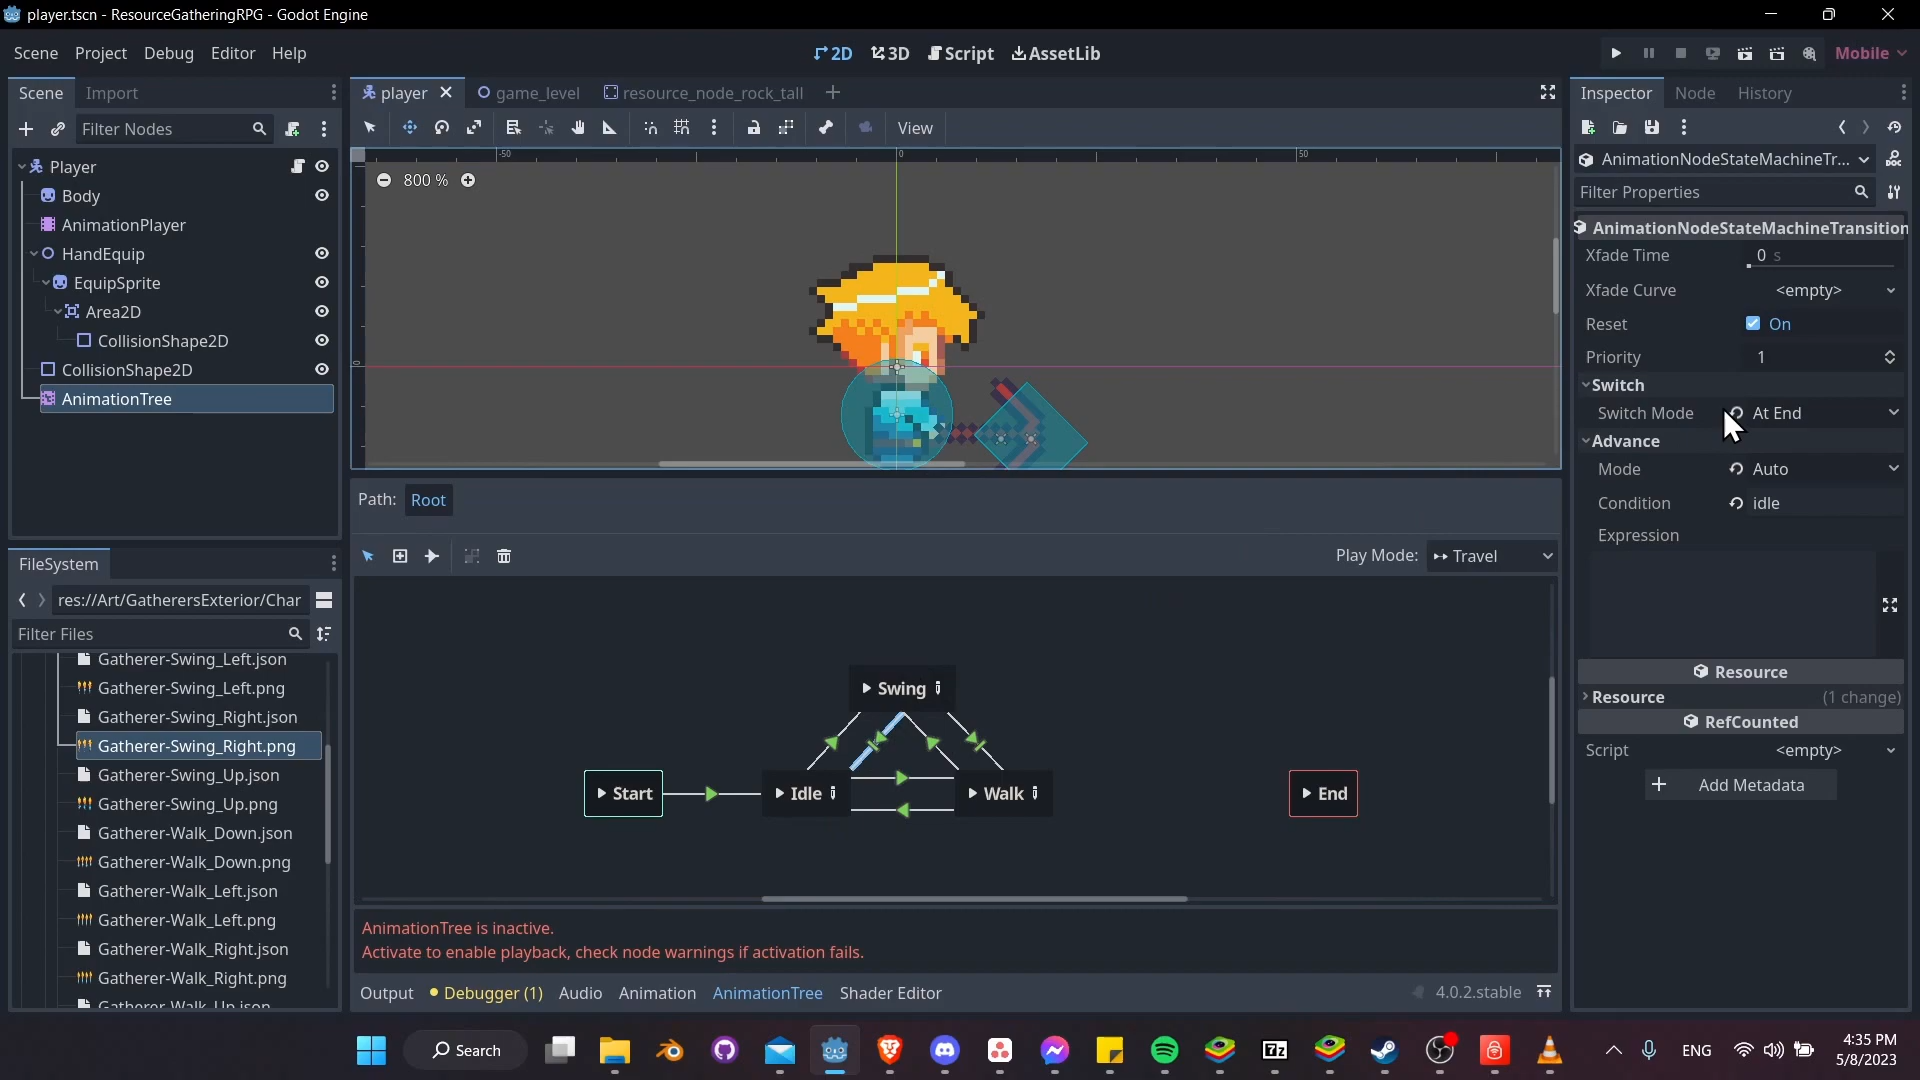 player.tscn - ResourceGatheringRPG - Godot Engine
Scene Project Debug Editor Help
2D 3D Script AssetLib
Mobile
Scene Import
Filter Nodes
Player
Body
AnimationPlayer
HandEquip
EquipSprite
Area2D
CollisionShape2D
CollisionShape2D
AnimationTree
FileSystem
res://Art/GatherersExterior/Char
Filter Files
Gatherer-Swing_Left.json
Gatherer-Swing_Left.png
Gatherer-Swing_Right.json
Gatherer-Swing_Right.png
Gatherer-Swing_Up.json
Gatherer-Swing_Up.png
Gatherer-Walk_Down.json
Gatherer-Walk_Down.png
Gatherer-Walk_Left.json
Gatherer-Walk_Left.png
Gatherer-Walk_Right.json
Gatherer-Walk_Right.png
Gatherer-Walk_Up.json
player game_level resource_node_rock_tall
View
-50 0 50
800 %
0
Path: Root
Play Mode: Travel
Swing
Start Idle Walk End
AnimationTree is inactive.
Activate to enable playback, check node warnings if activation fails.
Output Debugger (1) Audio Animation AnimationTree Shader Editor 4.0.2.stable
Inspector Node History
AnimationNodeStateMachineTr...
Filter Properties
AnimationNodeStateMachineTransition
Xfade Time 0 s
Xfade Curve <empty>
Reset On
Priority 1
Switch
Switch Mode At End
Advance
Mode Auto
Condition idle
Expression
Resource
Resource (1 change)
RefCounted
Script <empty>
Add Metadata
Search
7z
ENG
4:35 PM
5/8/2023